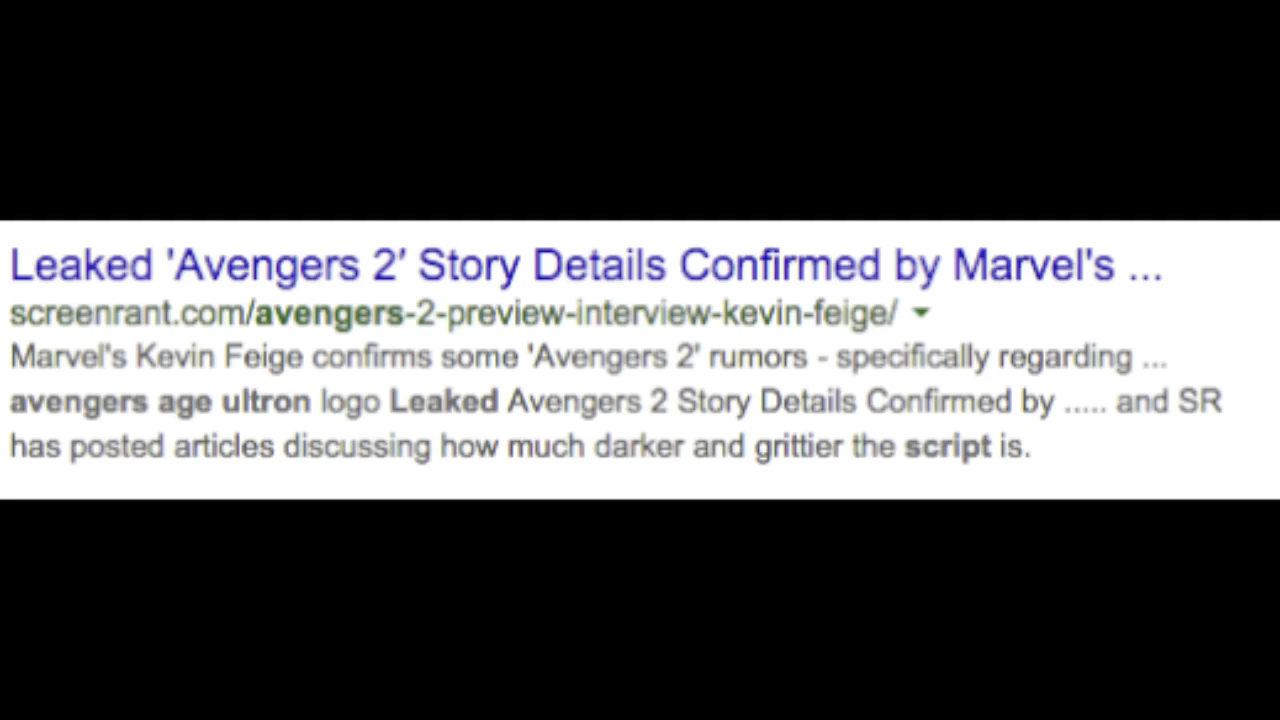 Leaked 'Avengers 2' Story Details Confirmed by Marvel's ...
screenrant.com/avengers-2-preview-interview-kevin-feige/
Marvel's Kevin Feige confirms some 'Avengers 2' rumors - specifically regarding ...
avengers age ultron logo Leaked Avengers 2 Story Details Confirmed by ..... and SR
has posted articles discussing how much darker and grittier the script is.